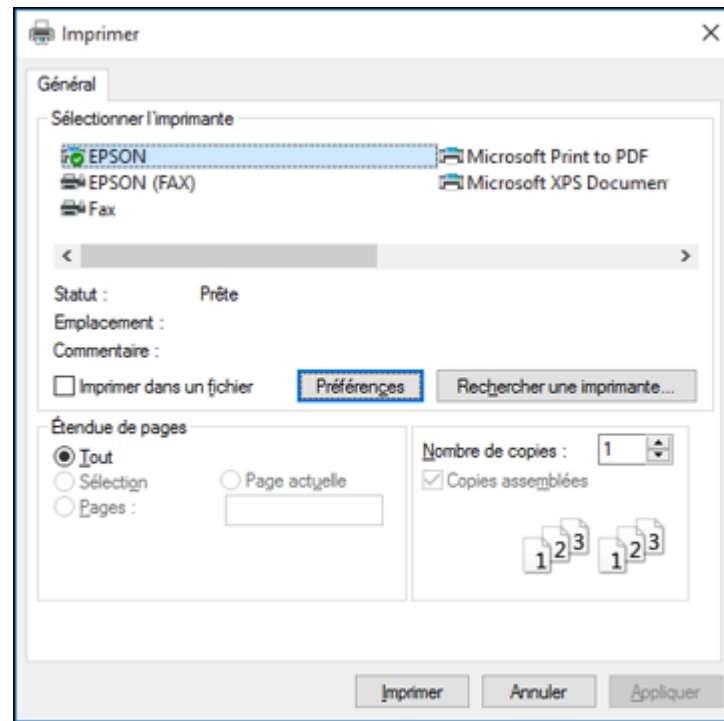 Imprimer
Général
Sélectionner l'imprimante
EPSON
Microsoft Print to PDF
EPSON (FAX)
Microsoft XPS Documen
Fax
Statut : Prête
Emplacement :
Commentaire :
Imprimer dans un fichier
Préférences
Rechercher une imprimante...
Étendue de pages
Tout
Sélection
Page actuelle
Pages :
Nombre de copies : 1
Copies assemblées
1 2 3 1 2 3
Imprimer
Annuler
Appliquer